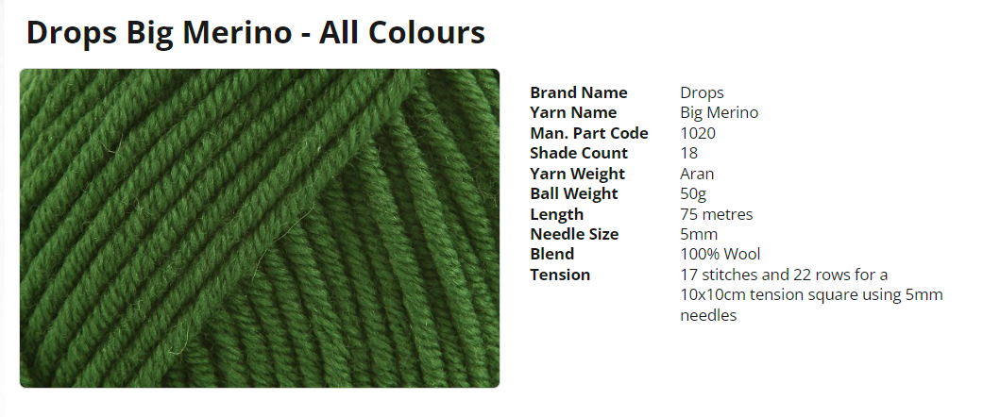 Drops Big Merino - All Colours
Brand Name Drops
Yarn Name Big Merino
Man. Part Code 1020
Shade Count 18
Yarn Weight Aran
Ball Weight 50g
Length 75 metres
Needle Size 5mm
Blend 100% Wool
Tension 17 stitches and 22 rows for a
10x10cm tension square using 5mm
needles